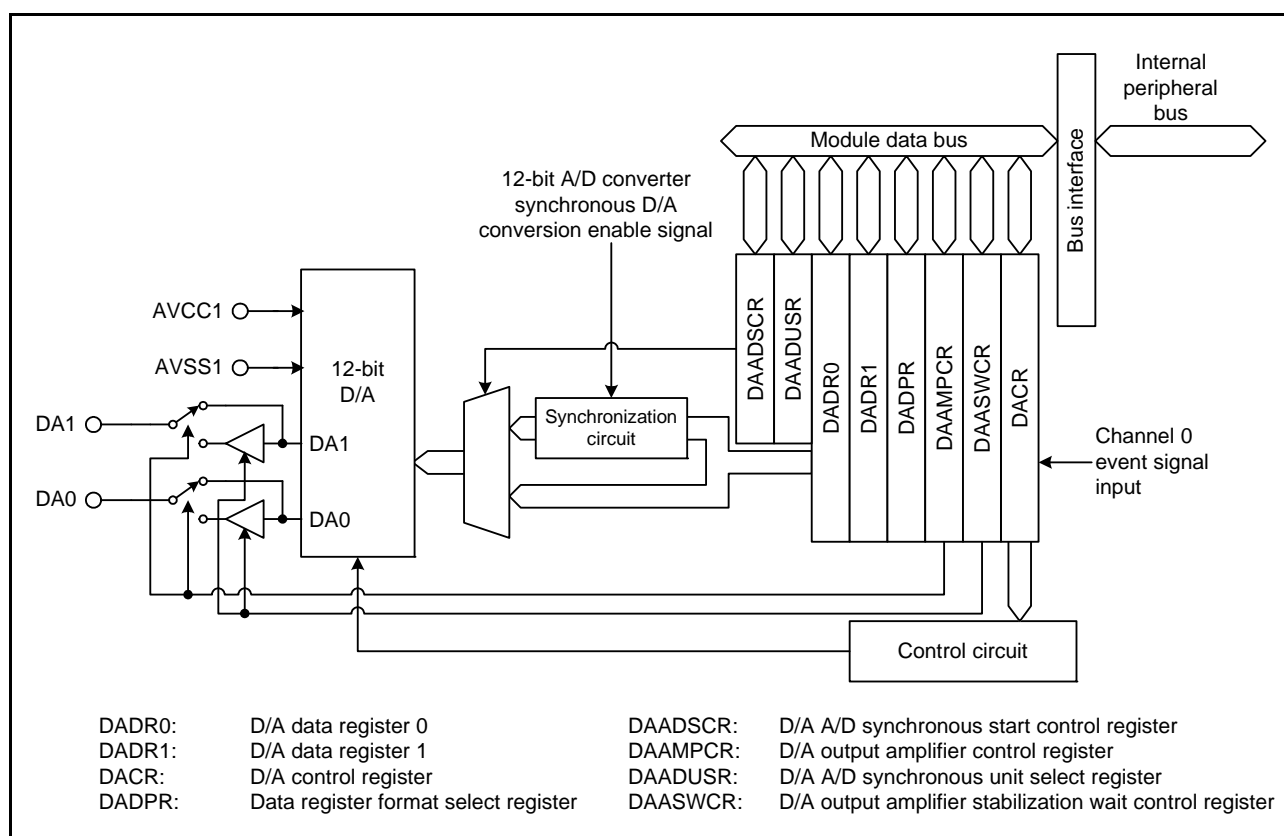 Internal
peripheral
bus
Module data bus
Bus interface
12-bit A/D converter
synchronous D/A
conversion enable signal
AVCC1
AVSS1
12-bit
D/A
DA1
DA1
DA0
DA0
Synchronization
circuit
DAADSCR
DAADUSR
DADR0
DADR1
DADPR
DAAMPCR
DAASWCR
DACR
Channel 0
event signal
input
Control circuit
DADR0: D/A data register 0
DADR1: D/A data register 1
DACR: D/A control register
DADPR: Data register format select register
DAADSCR: D/A A/D synchronous start control register
DAAMPCR: D/A output amplifier control register
DAADUSR: D/A A/D synchronous unit select register
DAASWCR: D/A output amplifier stabilization wait control register